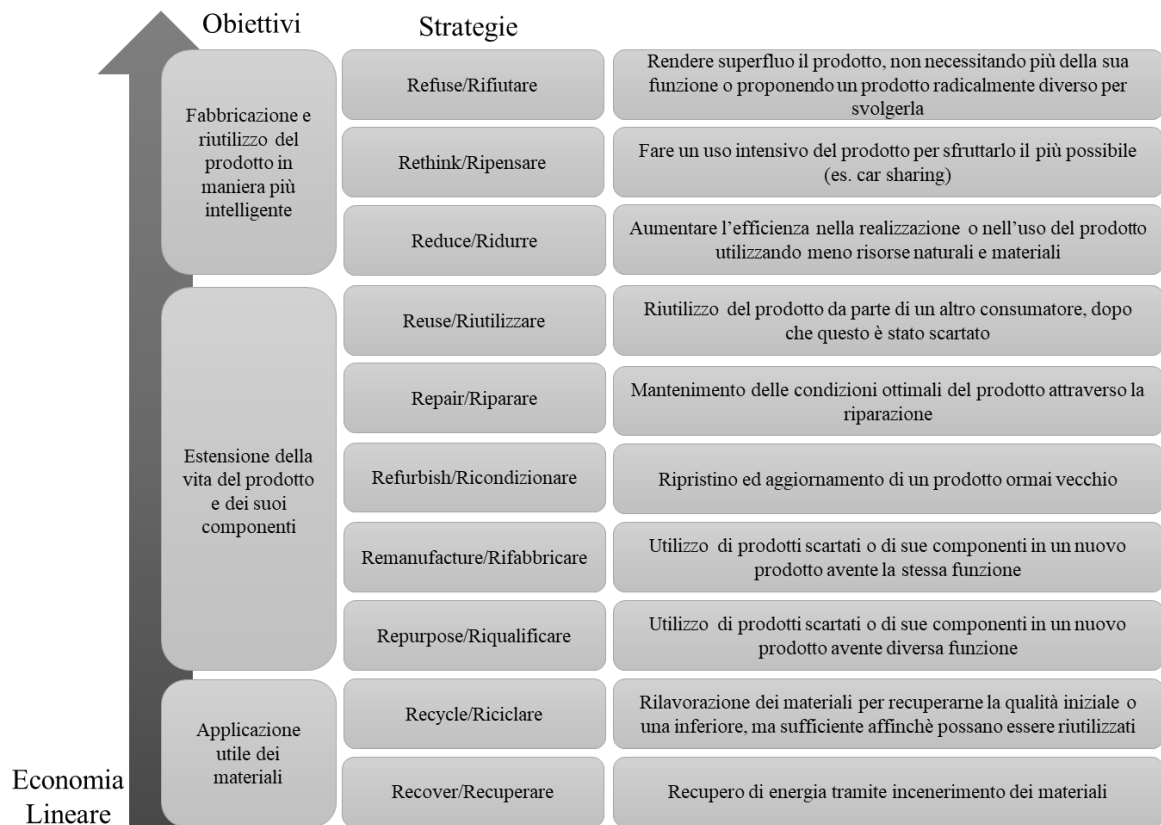 Obiettivi
Strategie
Fabbricazione e
riutilizzo del
prodotto in
maniera più
intelligente
Refuse/Rifiutare
Rendere superfluo il prodotto, non necessitando più della sua
funzione o proponendo un prodotto radicalmente diverso per
svolgerla
Rethink/Ripensare
Fare un uso intensivo del prodotto per sfruttarlo il più possibile
(es. car sharing)
Reduce/Ridurre
Aumentare l’efficienza nella realizzazione o nell’uso del prodotto
utilizzando meno risorse naturali e materiali
Estensione della
vita del prodotto
e dei suoi
componenti
Reuse/Riutilizzare
Riutilizzo del prodotto da parte di un altro consumatore, dopo
che questo è stato scartato
Repair/Riparare
Mantenimento delle condizioni ottimali del prodotto attraverso la
riparazione
Refurbish/Ricondizionare
Ripristino ed aggiornamento di un prodotto ormai vecchio
Remanufacture/Rifabbricare
Utilizzo di prodotti scartati o di sue componenti in un nuovo
prodotto avente la stessa funzione
Repurpose/Riqualificare
Utilizzo di prodotti scartati o di sue componenti in un nuovo
prodotto avente diversa funzione
Applicazione
utile dei
materiali
Recycle/Riciclare
Rilavorazione dei materiali per recuperarne la qualità iniziale o
una inferiore, ma sufficiente affinchè possano essere riutilizzati
Recover/Recuperare
Recupero di energia tramite incenerimento dei materiali
Economia
Lineare